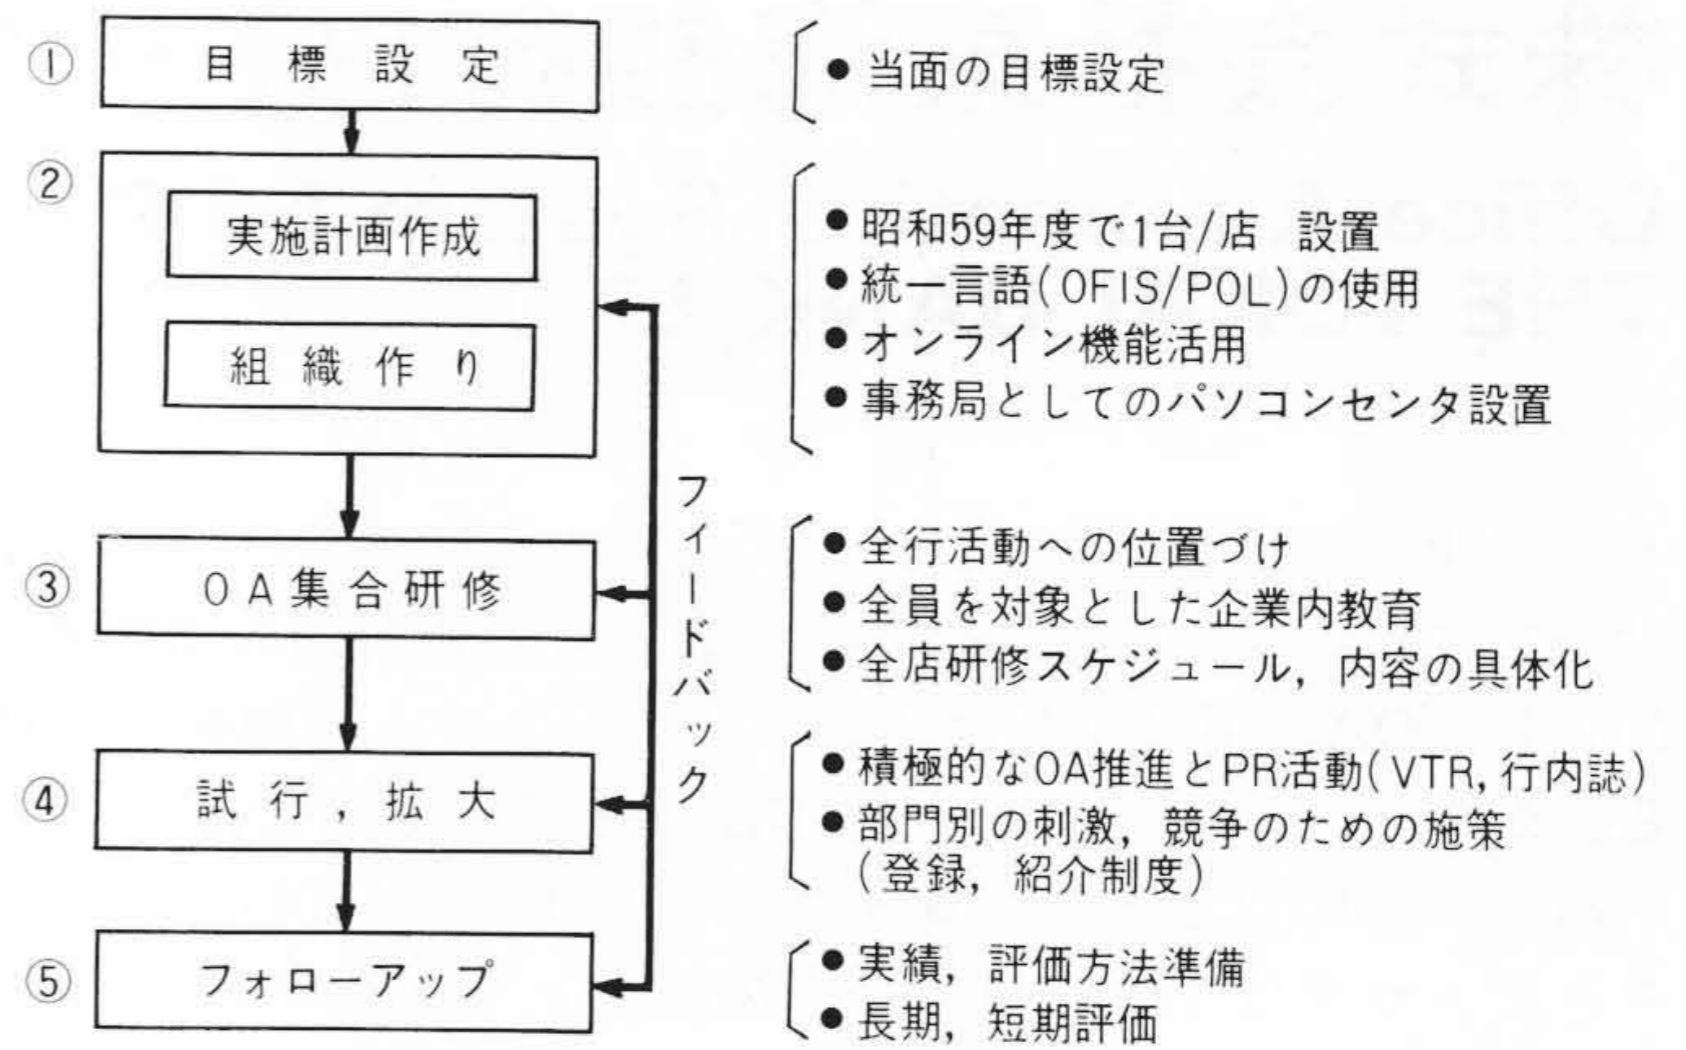 ① 目標設定
● 当面の目標設定
②
実施計画作成
組織作り
● 昭和59年度で1台/店 設置
● 統一言語(OFIS/POL)の使用
● オンライン機能活用
● 事務局としてのパソコンセンタ設置
フィードバック
③ OA集合研修
● 全行活動への位置づけ
● 全員を対象とした企業内教育
● 全店研修スケジュール, 内容の具体化
④ 試行, 拡大
● 積極的なOA推進とPR活動(VTR, 行内誌)
● 部門別の刺激, 競争のための施策
(登録, 紹介制度)
⑤ フォローアップ
● 実績, 評価方法準備
● 長期, 短期評価